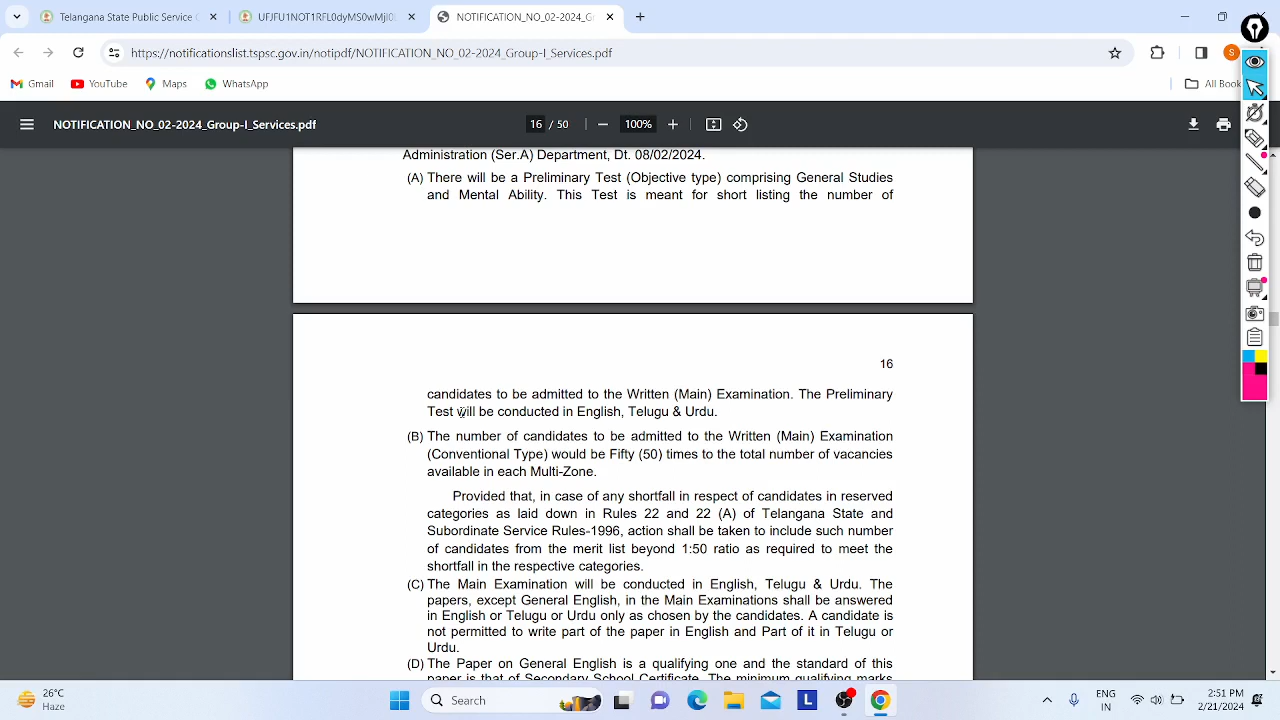 Telangana State Public Service
UFJFU1NOT1RFL0dyMS0wMjI0
NOTIFICATION_NO_02-2024_G
https://notificationslist.tspsc.gov.in/notipdf/NOTIFICATION_NO_02-2024_Group-I_Services.pdf
S
Gmail
YouTube
Maps
WhatsApp
All Book
NOTIFICATION_NO_02-2024_Group-I_Services.pdf
16 / 50
100%
Administration (Ser.A) Department, Dt. 08/02/2024.
(A) There will be a Preliminary Test (Objective type) comprising General Studies
and Mental Ability. This Test is meant for short listing the number of
16
candidates to be admitted to the Written (Main) Examination. The Preliminary
Test will be conducted in English, Telugu & Urdu.
(B) The number of candidates to be admitted to the Written (Main) Examination
(Conventional Type) would be Fifty (50) times to the total number of vacancies
available in each Multi-Zone.
Provided that, in case of any shortfall in respect of candidates in reserved
categories as laid down in Rules 22 and 22 (A) of Telangana State and
Subordinate Service Rules-1996, action shall be taken to include such number
of candidates from the merit list beyond 1:50 ratio as required to meet the
shortfall in the respective categories.
(C) The Main Examination will be conducted in English, Telugu & Urdu. The
papers, except General English, in the Main Examinations shall be answered
in English or Telugu or Urdu only as chosen by the candidates. A candidate is
not permitted to write part of the paper in English and Part of it in Telugu or
Urdu.
(D) The Paper on General English is a qualifying one and the standard of this
paper is that of Secondary School Certificate. The minimum qualifying marks
26°C
Haze
Search
L
ENG
IN
2:51 PM
2/21/2024